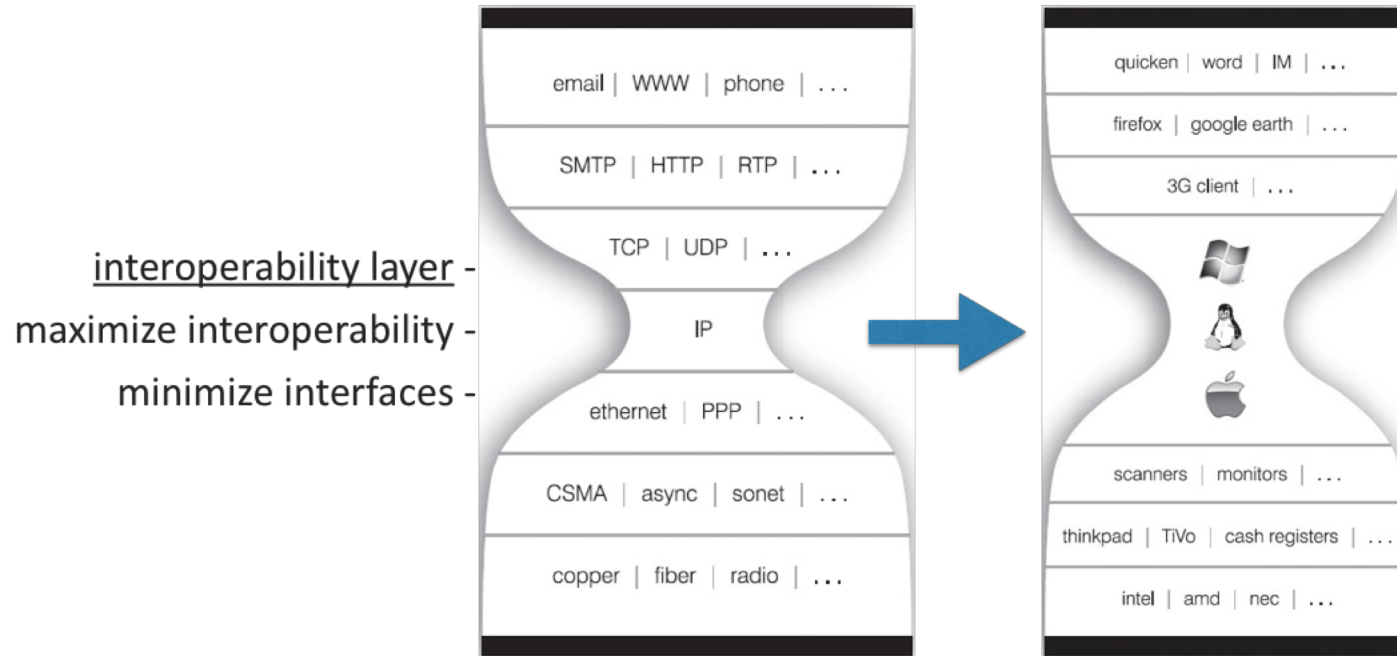 interoperability layer -
maximize interoperability -
minimize interfaces -
email | WWW | phone | ...
SMTP | HTTP | RTP | ...
TCP | UDP | ...
IP
ethernet | PPP | ...
CSMA | async | sonet | ...
copper | fiber | radio | ...
quicken | word | IM | ...
firefox | google earth | ...
3G client | ...
scanners | monitors | ...
thinkpad | TiVo | cash registers | ...
intel | amd | nec | ...